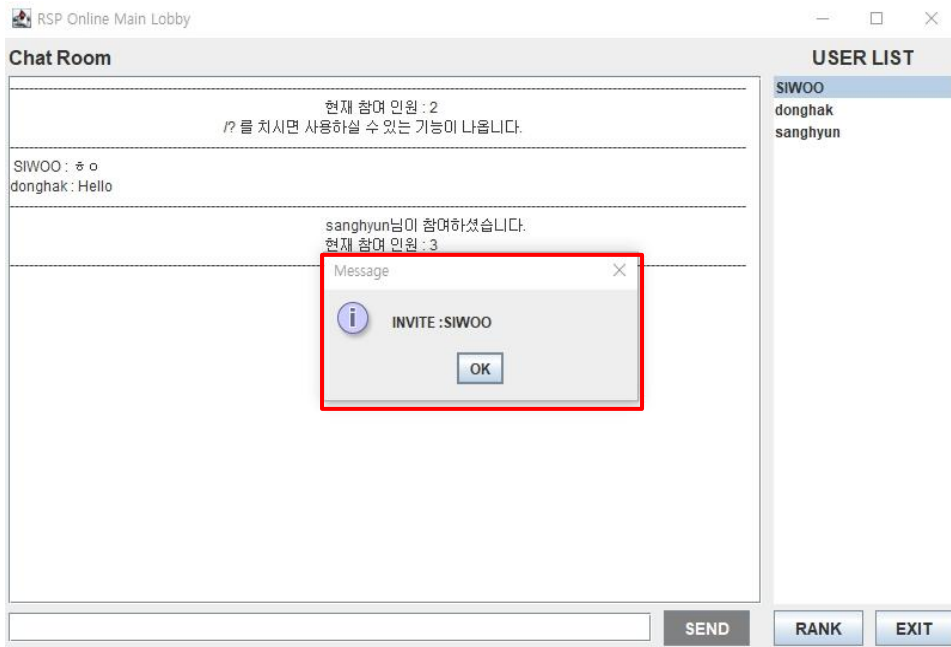 RSP Online Main Lobby
Chat Room
USER LIST
현재 참여 인원 : 2
/? 를 치시면 사용하실 수 있는 기능이 나옵니다.
SIWOO : ㅎㅇ
donghak : Hello
sanghyun님이 참여하셨습니다.
현재 참여 인원 : 3
SIWOO
donghak
sanghyun
Message
INVITE :SIWOO
OK
SEND
RANK
EXIT